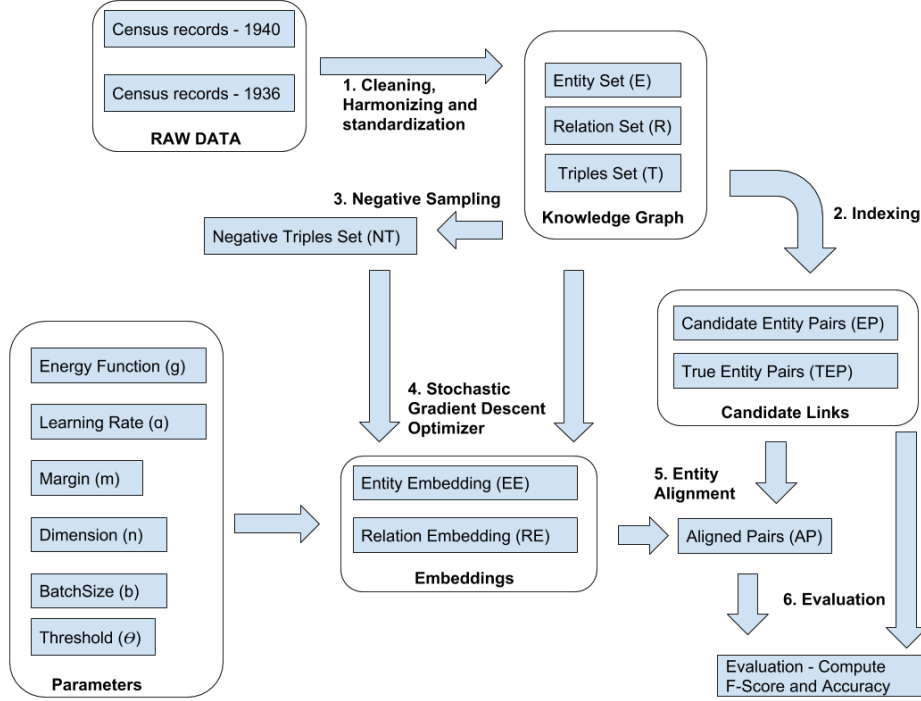 Census records - 1940
Census records - 1936
RAW DATA
1. Cleaning,
Harmonizing and
standardization
Entity Set (E)
Relation Set (R)
Triples Set (T)
Knowledge Graph
2. Indexing
3. Negative Sampling
Negative Triples Set (NT)
Candidate Entity Pairs (EP)
True Entity Pairs (TEP)
Candidate Links
Energy Function (g)
Learning Rate (ɑ)
Margin (m)
Dimension (n)
BatchSize (b)
Threshold (Θ)
Parameters
4. Stochastic
Gradient Descent
Optimizer
Entity Embedding (EE)
Relation Embedding (RE)
Embeddings
5. Entity
Alignment
Aligned Pairs (AP)
6. Evaluation
Evaluation - Compute
F-Score and Accuracy